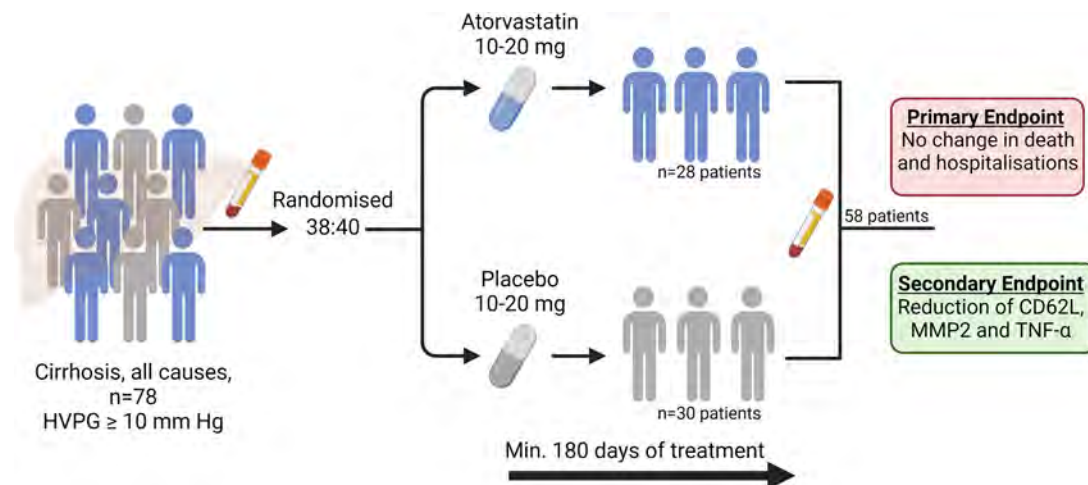 Atorvastatin
10-20 mg
n=28 patients
Randomised
38:40
Cirrhosis, all causes,
n=78
HVPG ≥ 10 mm Hg
Placebo
10-20 mg
n=30 patients
Min. 180 days of treatment
58 patients
Primary Endpoint
No change in death
and hospitalisations
Secondary Endpoint
Reduction of CD62L,
MMP2 and TNF-α